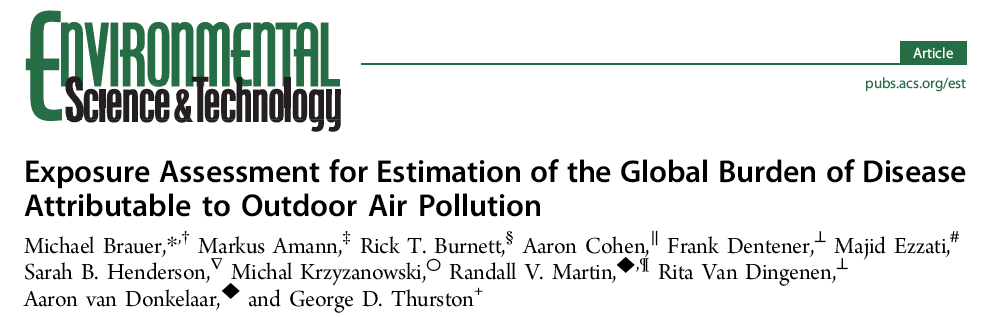 ENVIRONMENTAL
Science & Technology
Article
pubs.acs.org/est
Exposure Assessment for Estimation of the Global Burden of Disease
Attributable to Outdoor Air Pollution
Michael Brauer,*,† Markus Amann,‡ Rick T. Burnett,§ Aaron Cohen,∥ Frank Dentener,⊥ Majid Ezzati,#
Sarah B. Henderson,∇ Michal Krzyzanowski,○ Randall V. Martin,◆,¶ Rita Van Dingenen,⊥
Aaron van Donkelaar,◆ and George D. Thurston+